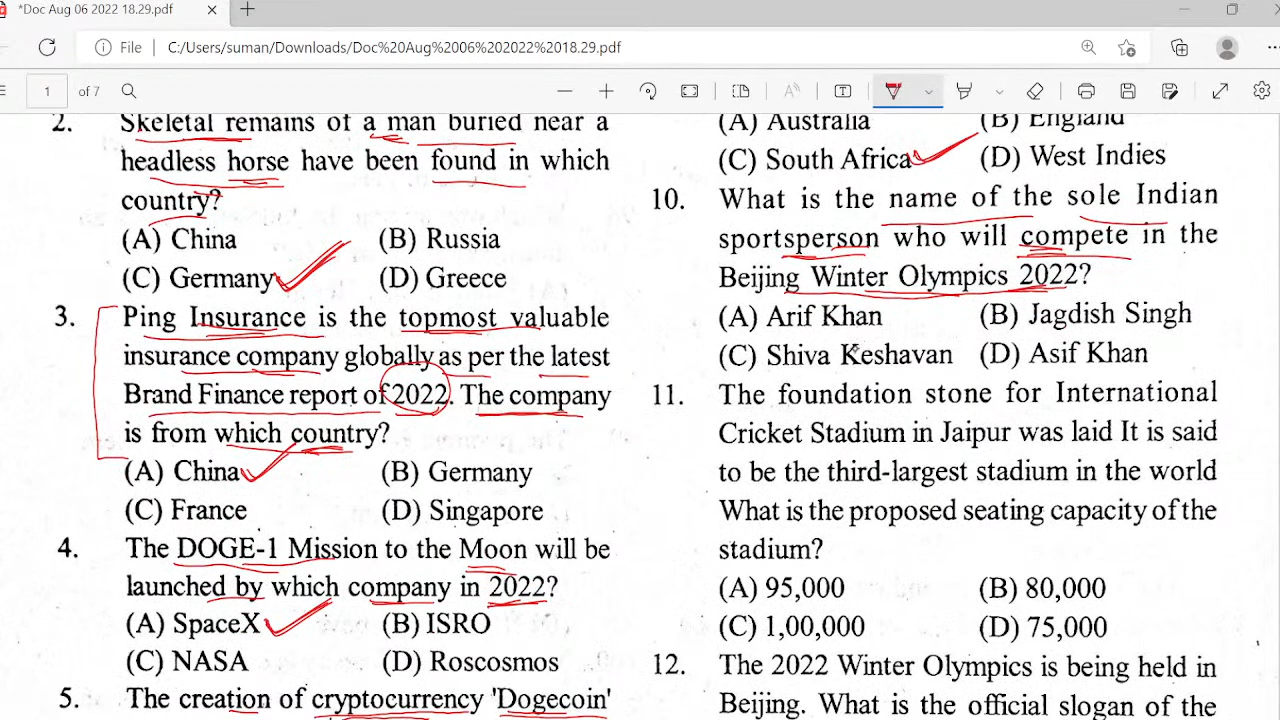 *Doc Aug 06 2022 18.29.pdf
File
C:/Users/suman/Downloads/Doc%20Aug%2006%202022%2018.29.pdf
1 of 7
2. Skeletal remains of a man buried near a
headless horse have been found in which
country?
(A) China (B) Russia
(C) Germany (D) Greece
3. Ping Insurance is the topmost valuable
insurance company globally as per the latest
Brand Finance report of 2022. The company
is from which country?
(A) China (B) Germany
(C) France (D) Singapore
4. The DOGE-1 Mission to the Moon will be
launched by which company in 2022?
(A) SpaceX (B) ISRO
(C) NASA (D) Roscosmos
5. The creation of cryptocurrency 'Dogecoin'
(A) Australia (B) England
(C) South Africa (D) West Indies
10. What is the name of the sole Indian
sportsperson who will compete in the
Beijing Winter Olympics 2022?
(A) Arif Khan (B) Jagdish Singh
(C) Shiva Keshavan (D) Asif Khan
11. The foundation stone for International
Cricket Stadium in Jaipur was laid It is said
to be the third-largest stadium in the world
What is the proposed seating capacity of the
stadium?
(A) 95,000 (B) 80,000
(C) 1,00,000 (D) 75,000
12. The 2022 Winter Olympics is being held in
Beijing. What is the official slogan of the